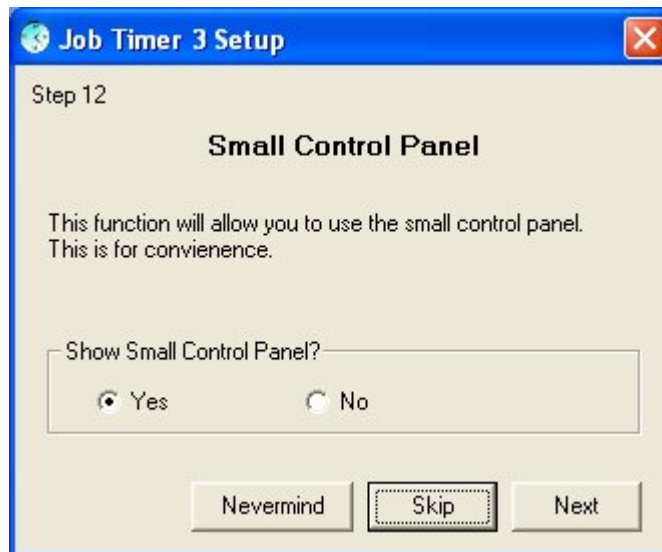 Job Timer 3 Setup
Step 12
Small Control Panel
This function will allow you to use the small control panel.
This is for convienence.
Show Small Control Panel?
Yes No
Nevermind Skip Next